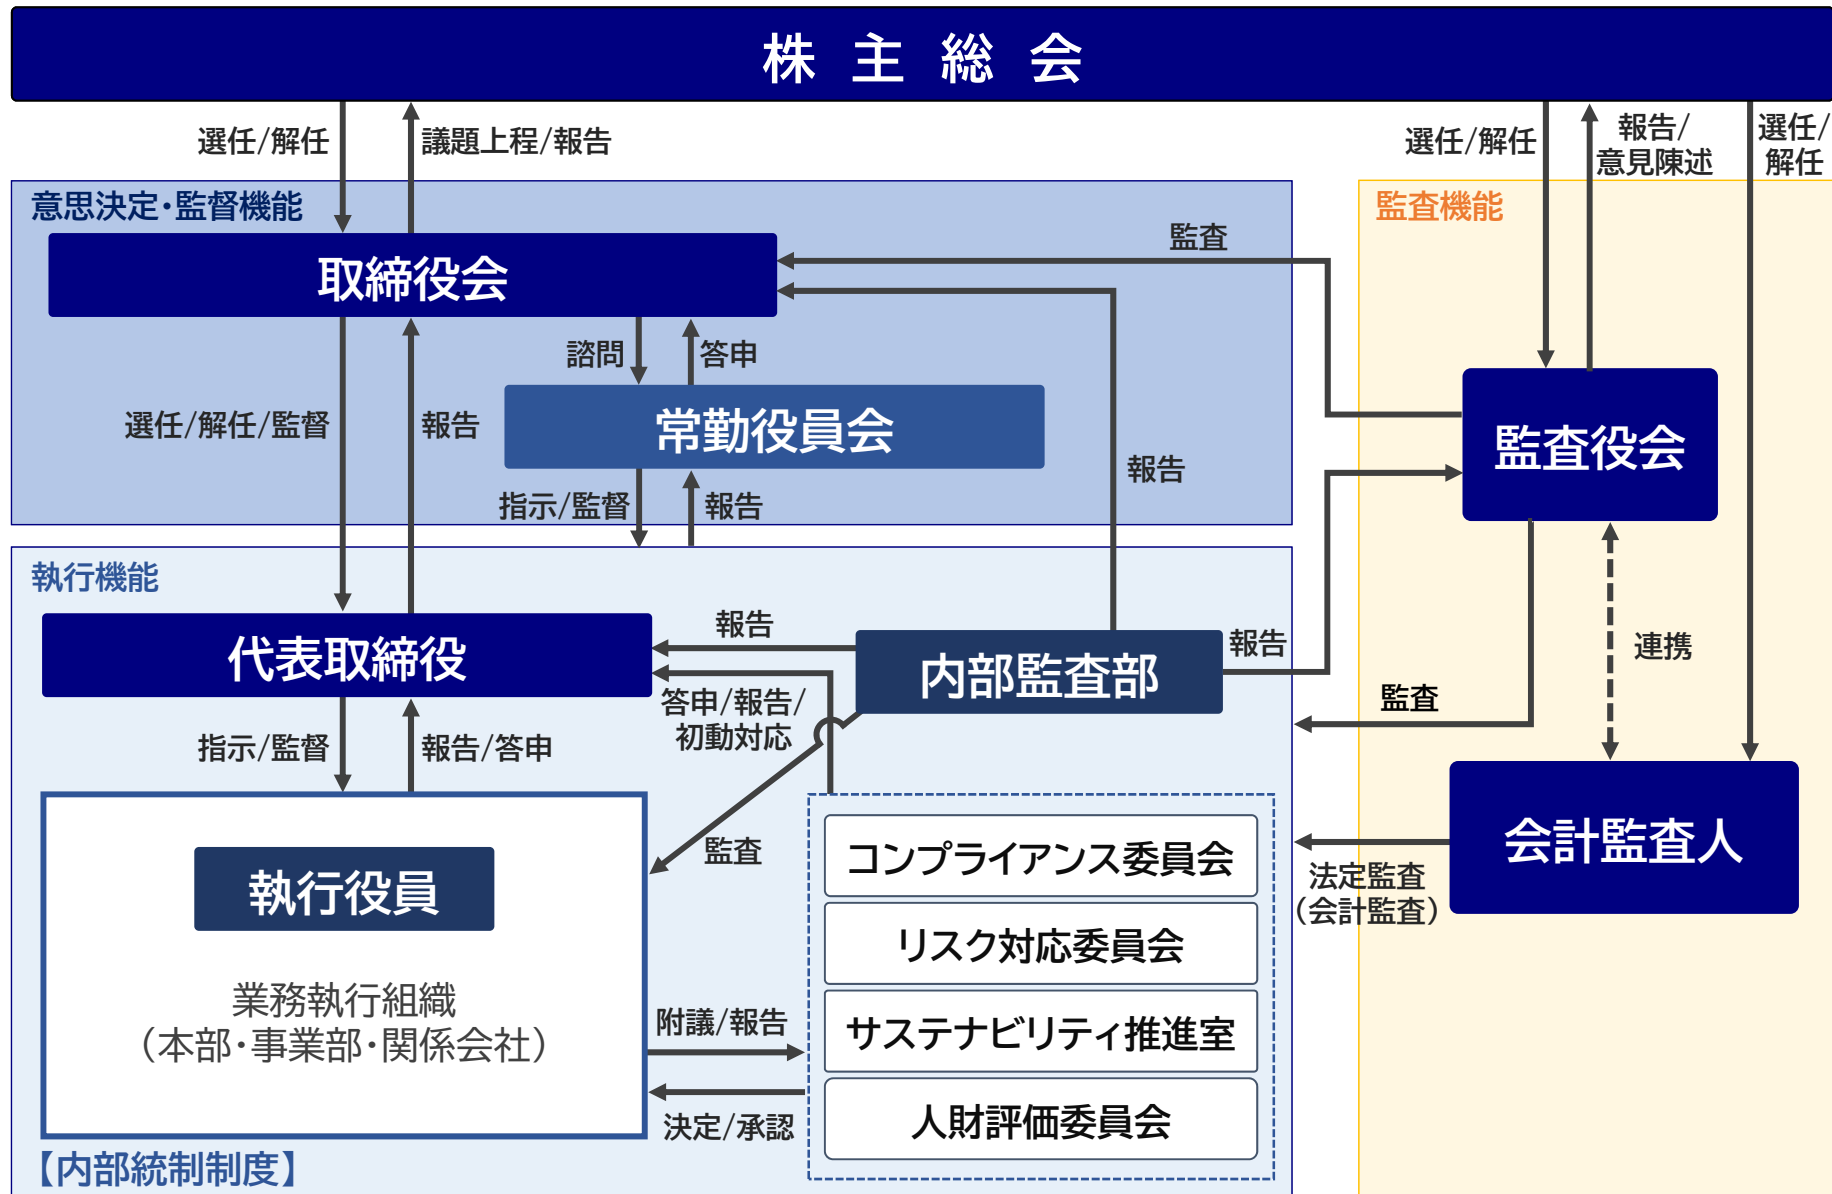 株主総会
選任/解任
議題上程/報告
選任/解任
報告/
意見陳述
選任/
解任
意思決定・監督機能
監査機能
取締役会
監査
諮問
答申
選任/解任/監督
報告
常勤役員会
報告
監査役会
指示/監督
報告
執行機能
代表取締役
報告
内部監査部
報告
連携
答申/報告/
初動対応
監査
指示/監督
報告/答申
監査
コンプライアンス委員会
会計監査人
執行役員
法定監査
（会計監査）
リスク対応委員会
業務執行組織
（本部・事業部・関係会社）
附議/報告
サステナビリティ推進室
決定/承認
人財評価委員会
【内部統制制度】